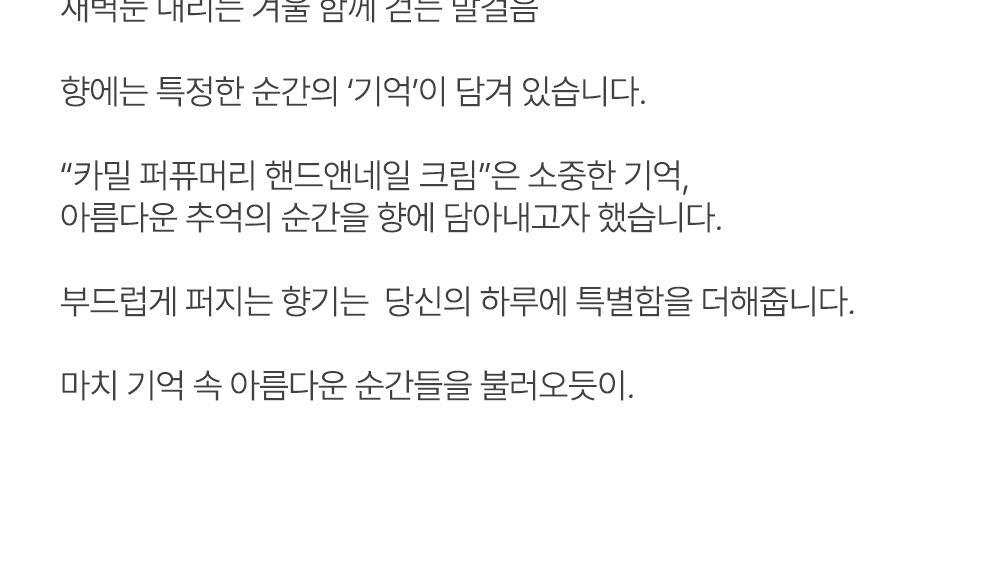 새벽눈 내리는 겨울 함께 걷는 발걸음
향에는 특정한 순간의 ‘기억’이 담겨 있습니다.
“카밀 퍼퓨머리 핸드앤네일 크림”은 소중한 기억,
아름다운 추억의 순간을 향에 담아내고자 했습니다.
부드럽게 퍼지는 향기는  당신의 하루에 특별함을 더해줍니다.
마치 기억 속 아름다운 순간들을 불러오듯이.